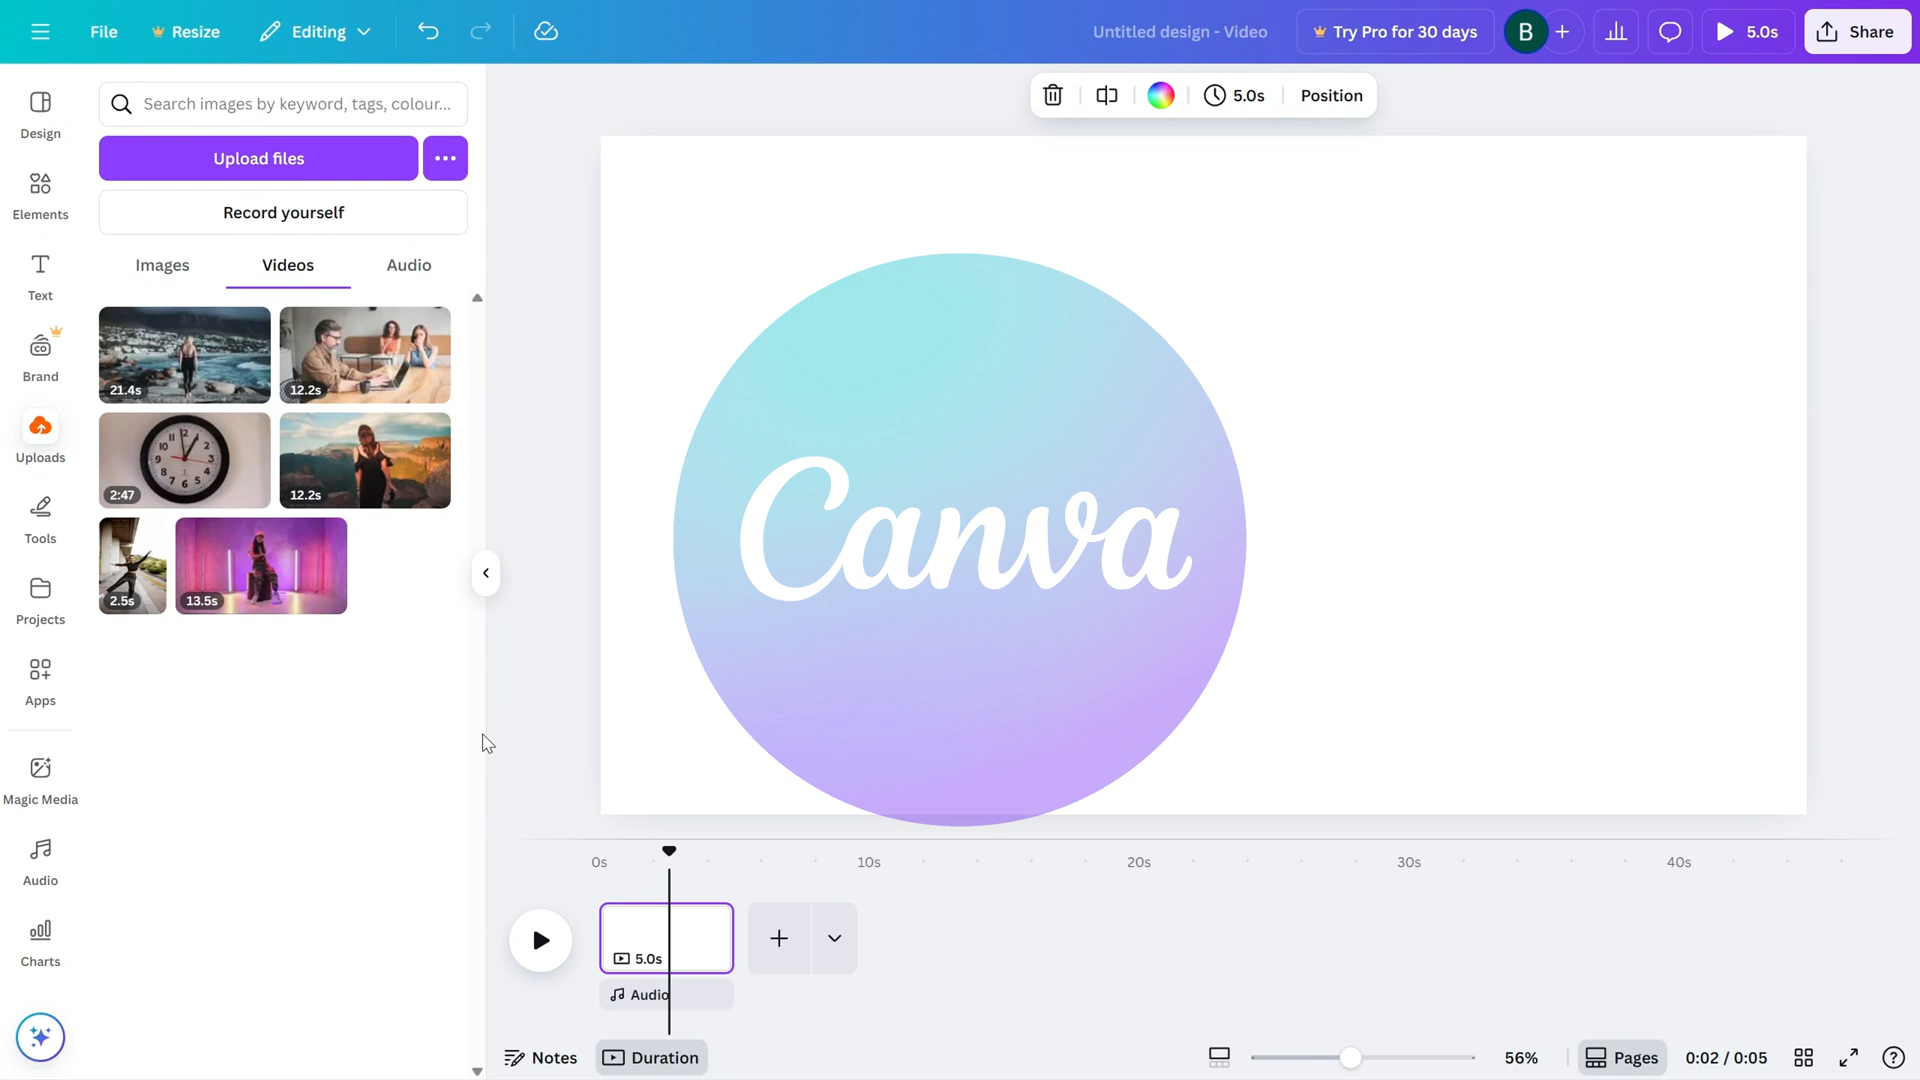 File
Resize
Editing
Untitled design - Video
Try Pro for 30 days
B
5.0s
Share
Design
Elements
Text
Brand
Uploads
Tools
Projects
Apps
Magic Media
Audio
Charts
Search images by keyword, tags, colour...
Upload files
Record yourself
Images
Videos
Audio
21.4s
12.2s
2:47
12.2s
2.5s
13.5s
5.0s
Position
Canva
0s
10s
20s
30s
40s
5.0s
Audio
Notes
Duration
56%
Pages
0:02 / 0:05